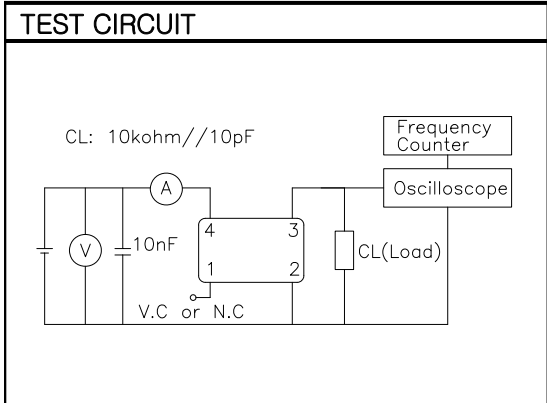 TEST CIRCUIT
CL: 10kohm//10pF
Frequency
Counter
Oscilloscope
A
V
10nF
4
3
1
2
CL(Load)
V.C or N.C